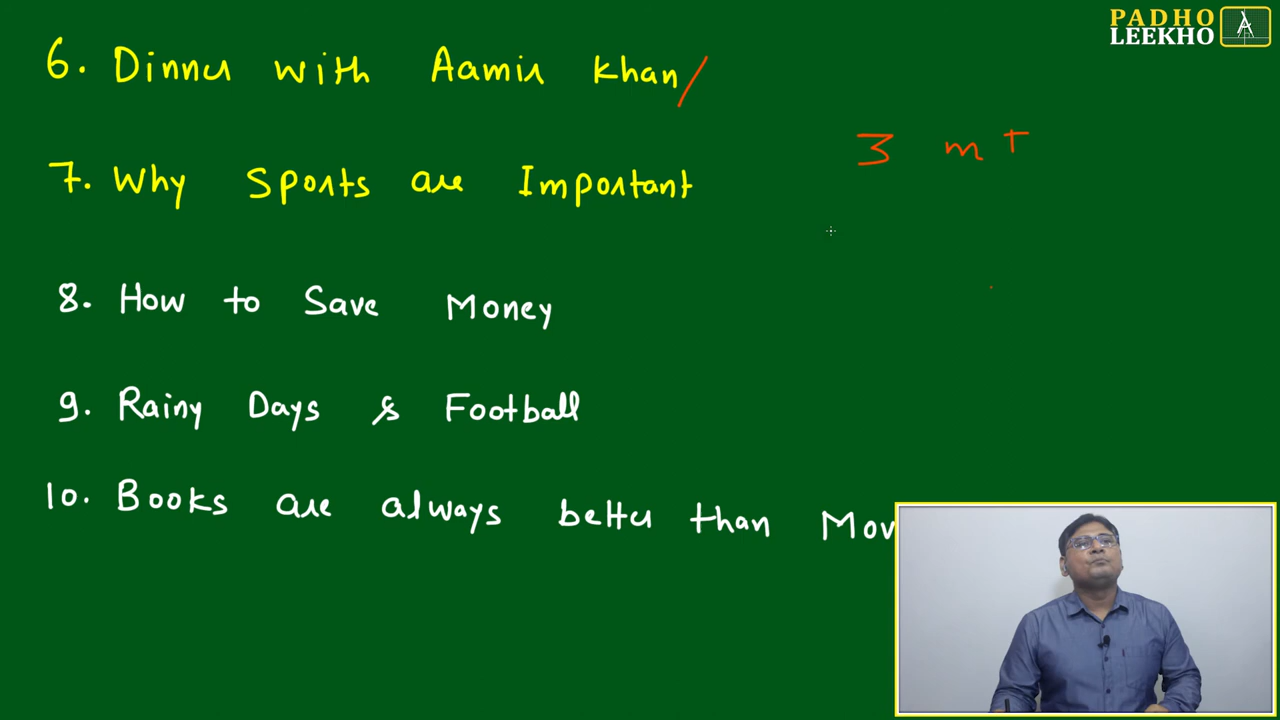 PADHO
LEEKHO
6. Dinner with Aamir Khan/
3 mT
7. Why Sports are Important
8. How to Save Money
9. Rainy Days & Football
10. Books are always better than